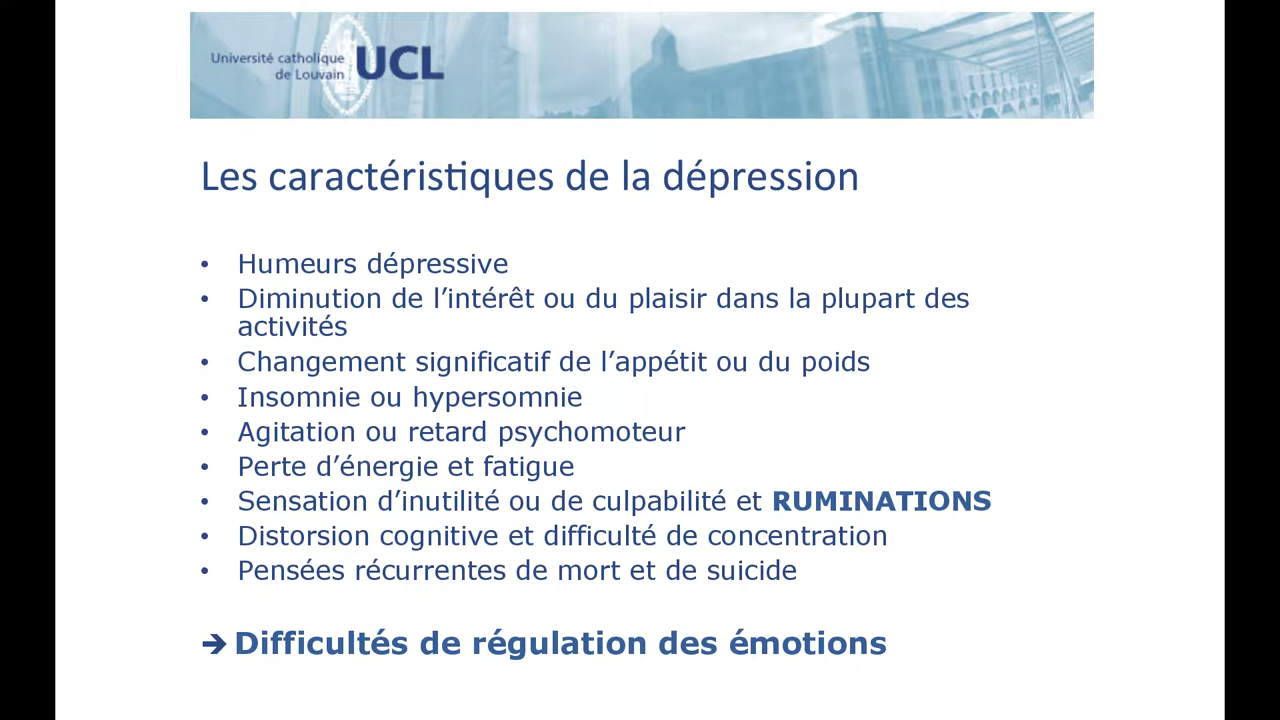 Université catholique
de Louvain
UCL
Les caractéristiques de la dépression
• Humeurs dépressive
• Diminution de l’intérêt ou du plaisir dans la plupart des
activités
• Changement significatif de l’appétit ou du poids
• Insomnie ou hypersomnie
• Agitation ou retard psychomoteur
• Perte d’énergie et fatigue
• Sensation d’inutilité ou de culpabilité et RUMINATIONS
• Distorsion cognitive et difficulté de concentration
• Pensées récurrentes de mort et de suicide
➔ Difficultés de régulation des émotions